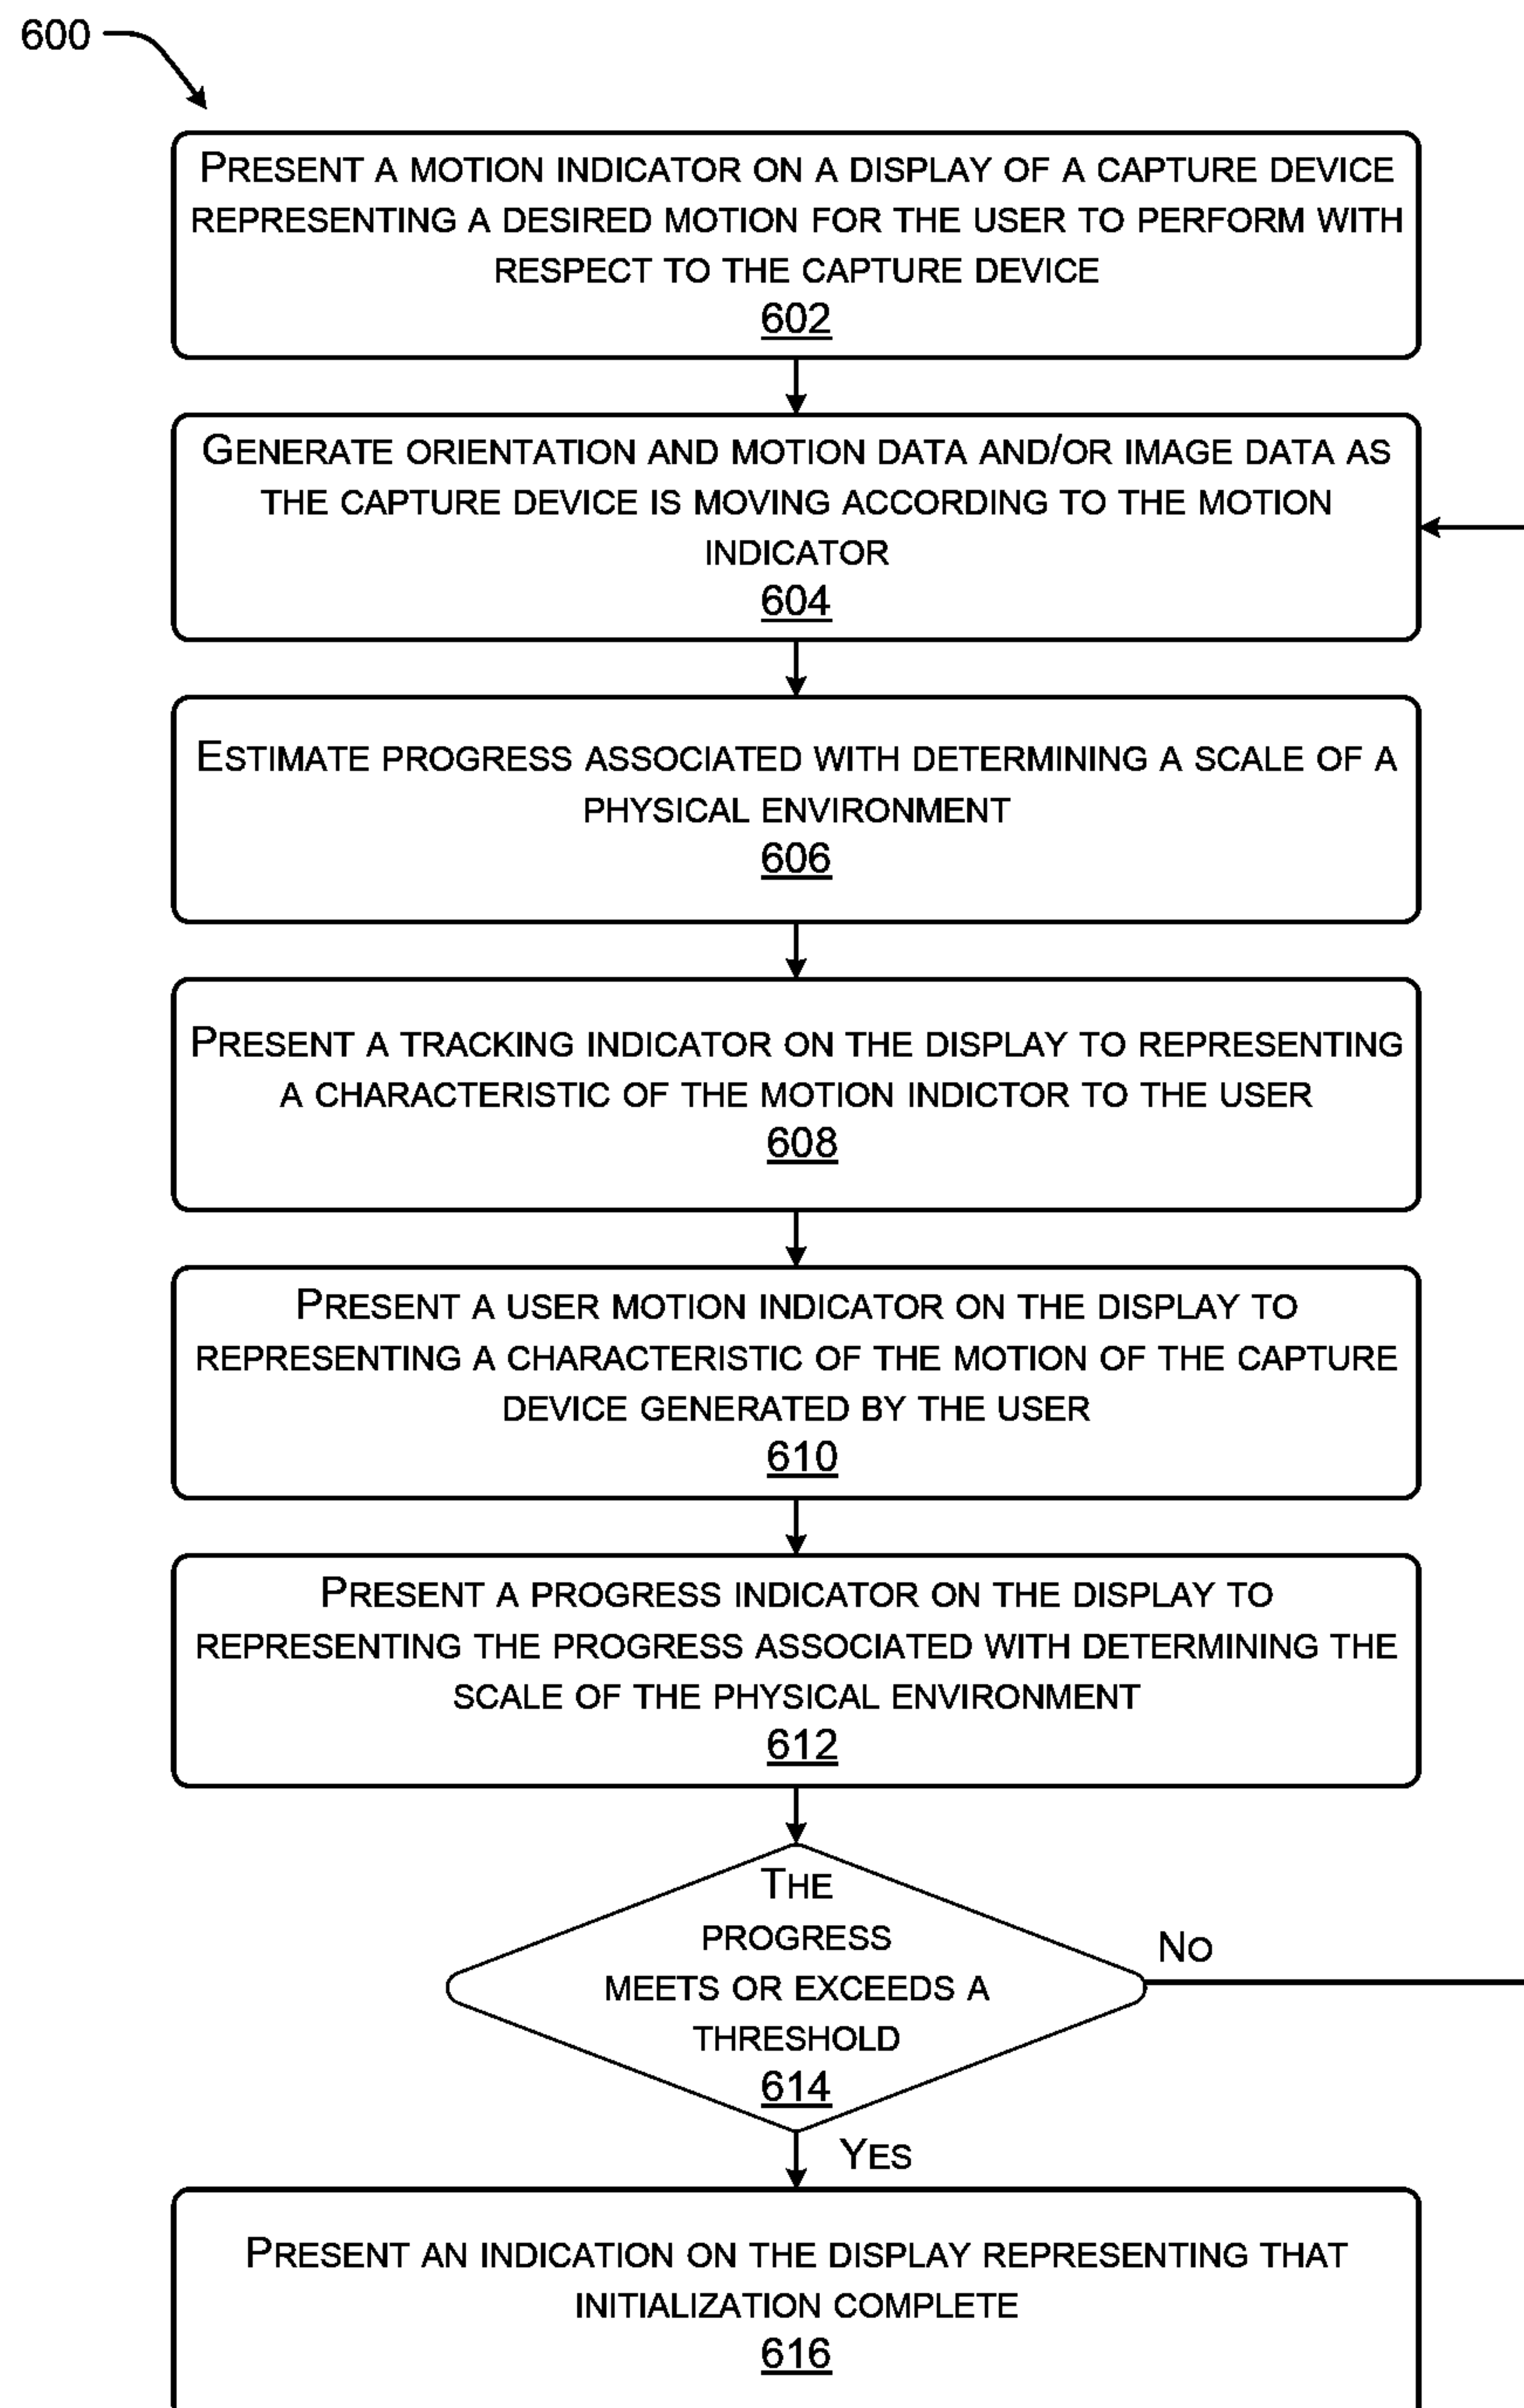 600
PRESENT A MOTION INDICATOR ON A DISPLAY OF A CAPTURE DEVICE
REPRESENTING A DESIRED MOTION FOR THE USER TO PERFORM WITH
RESPECT TO THE CAPTURE DEVICE
602
GENERATE ORIENTATION AND MOTION DATA AND/OR IMAGE DATA AS
THE CAPTURE DEVICE IS MOVING ACCORDING TO THE MOTION
INDICATOR
604
ESTIMATE PROGRESS ASSOCIATED WITH DETERMINING A SCALE OF A
PHYSICAL ENVIRONMENT
606
PRESENT A TRACKING INDICATOR ON THE DISPLAY TO REPRESENTING
A CHARACTERISTIC OF THE MOTION INDICTOR TO THE USER
608
PRESENT A USER MOTION INDICATOR ON THE DISPLAY TO
REPRESENTING A CHARACTERISTIC OF THE MOTION OF THE CAPTURE
DEVICE GENERATED BY THE USER
610
PRESENT A PROGRESS INDICATOR ON THE DISPLAY TO
REPRESENTING THE PROGRESS ASSOCIATED WITH DETERMINING THE
SCALE OF THE PHYSICAL ENVIRONMENT
612
THE
PROGRESS
MEETS OR EXCEEDS A
THRESHOLD
614
NO
YES
PRESENT AN INDICATION ON THE DISPLAY REPRESENTING THAT
INITIALIZATION COMPLETE
616